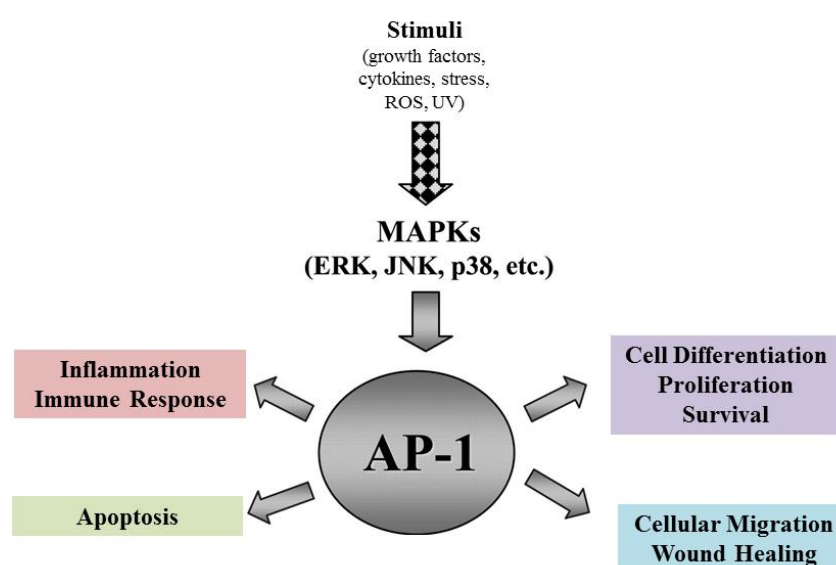 Stimuli
(growth factors,
cytokines, stress,
ROS, UV)
MAPKs
(ERK, JNK, p38, etc.)
Inflammation
Immune Response
Cell Differentiation
Proliferation
Survival
AP-1
Apoptosis
Cellular Migration
Wound Healing